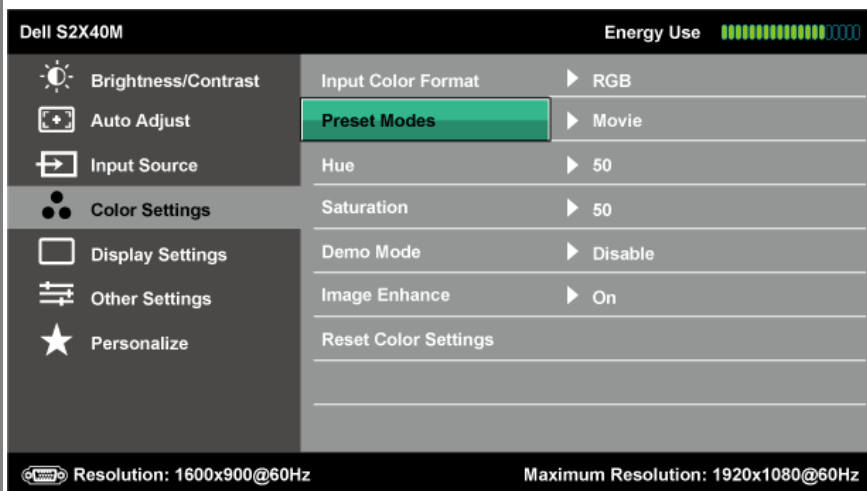 Dell S2X40M Energy Use
Brightness/Contrast Input Color Format RGB
Auto Adjust Preset Modes Movie
Input Source Hue 50
Color Settings Saturation 50
Display Settings Demo Mode Disable
Other Settings Image Enhance On
Personalize Reset Color Settings
Resolution: 1600x900@60Hz Maximum Resolution: 1920x1080@60Hz